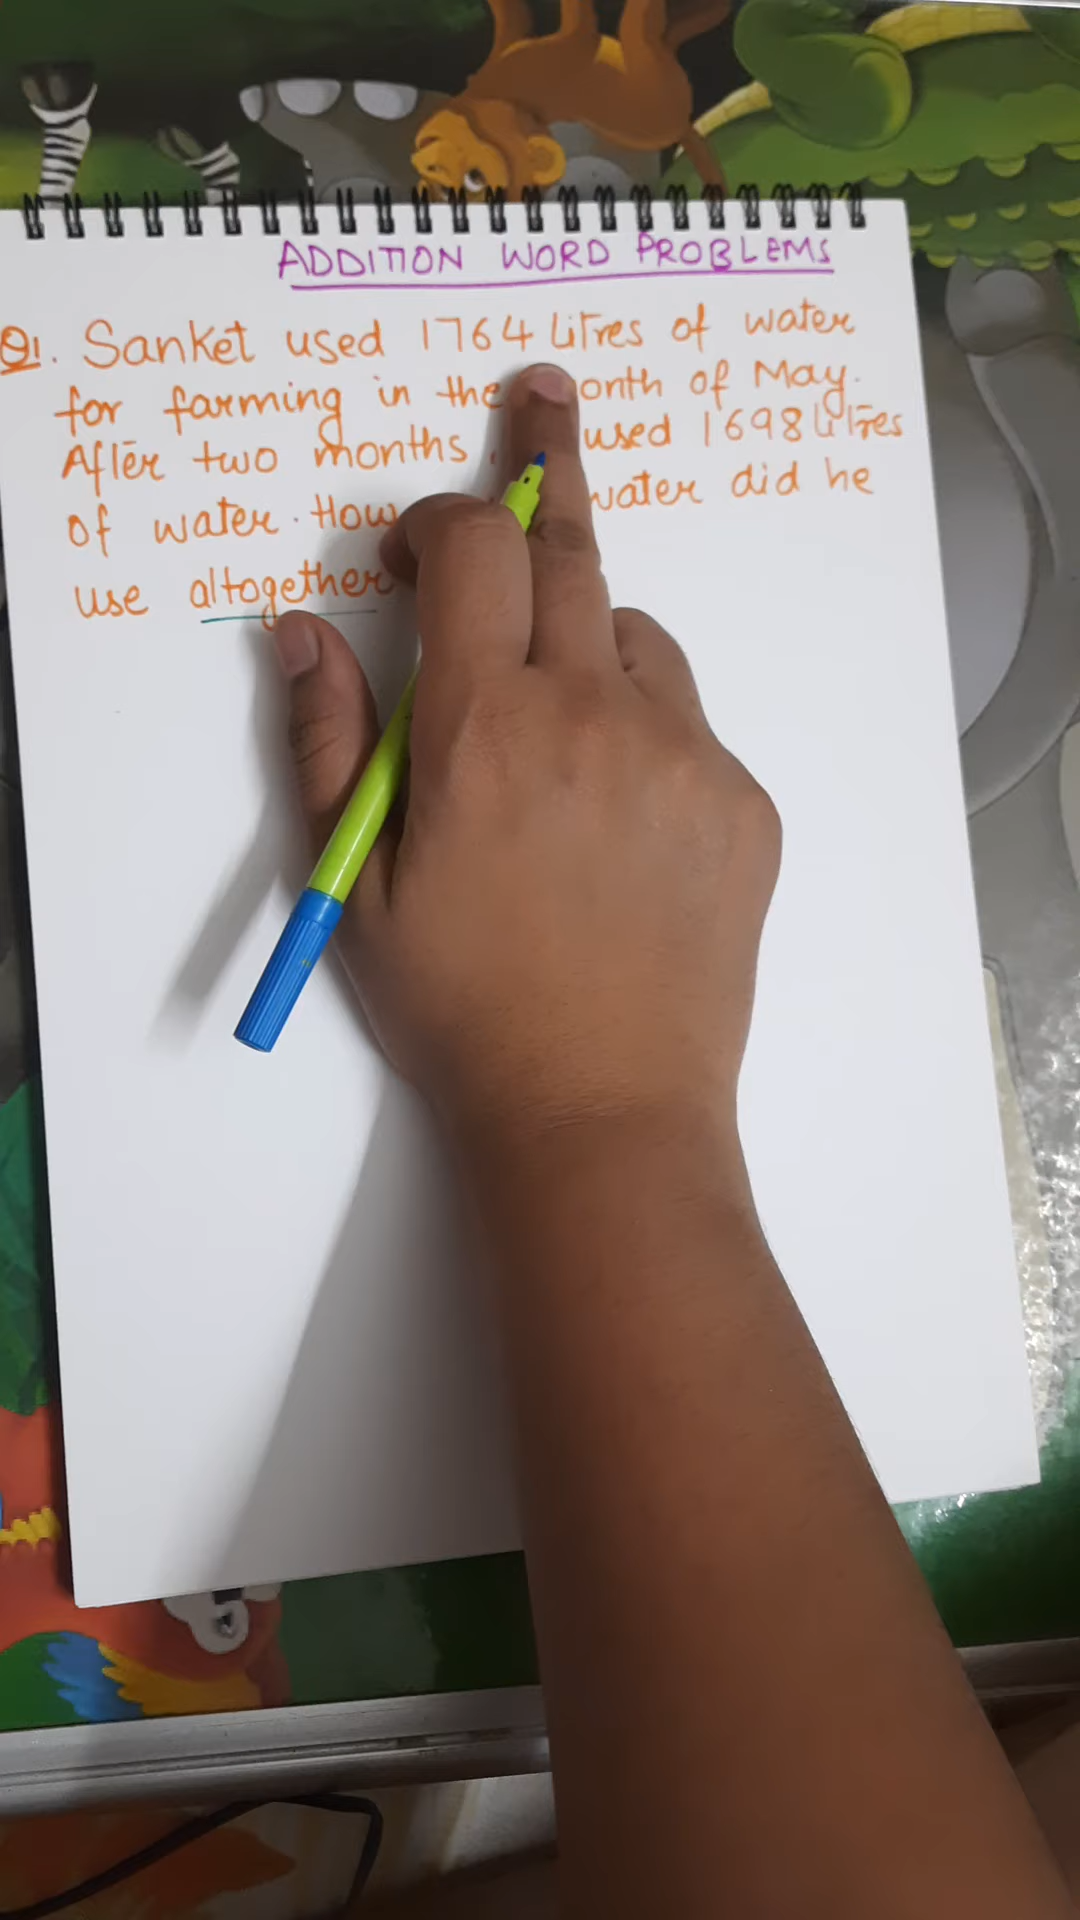 ADDITION WORD PROBLEMS
Q1. Sanket used 1764 litres of water
for farming in the onth of May.
After two months used 1698 litres
of water. How water did he
use altogether